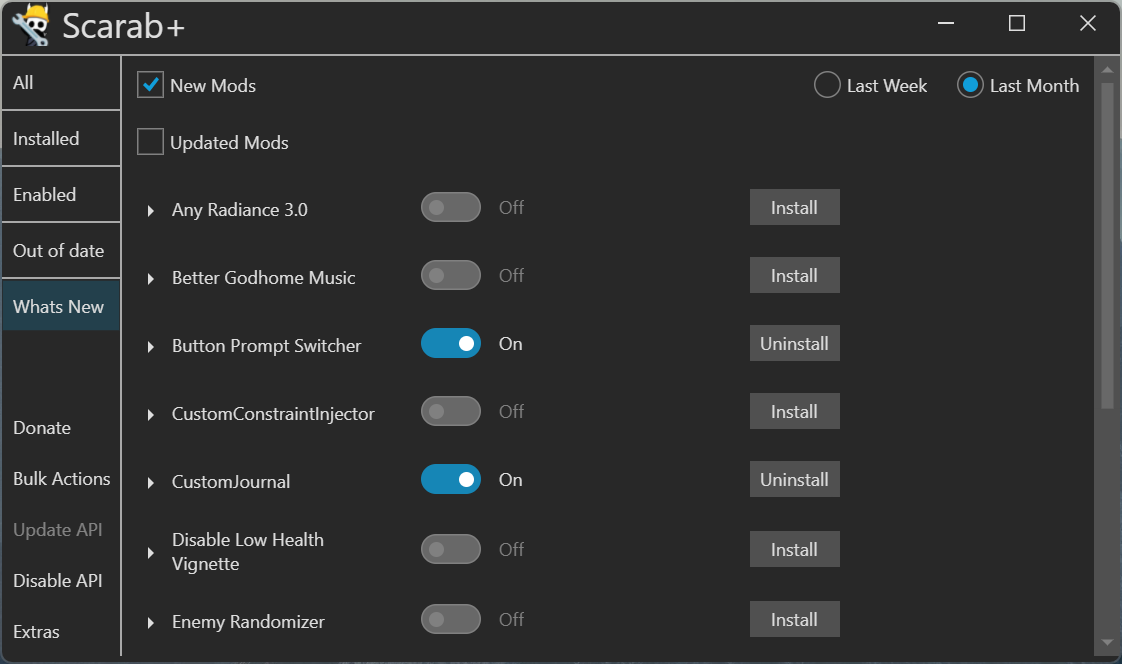 Scarab+
All
Installed
Enabled
Out of date
Whats New
Donate
Bulk Actions
Update API
Disable API
Extras
New Mods
Last Week
Last Month
Updated Mods
Any Radiance 3.0 Off Install
Better Godhome Music Off Install
Button Prompt Switcher On Uninstall
CustomConstraintInjector Off Install
CustomJournal On Uninstall
Disable Low Health
Vignette Off Install
Enemy Randomizer Off Install